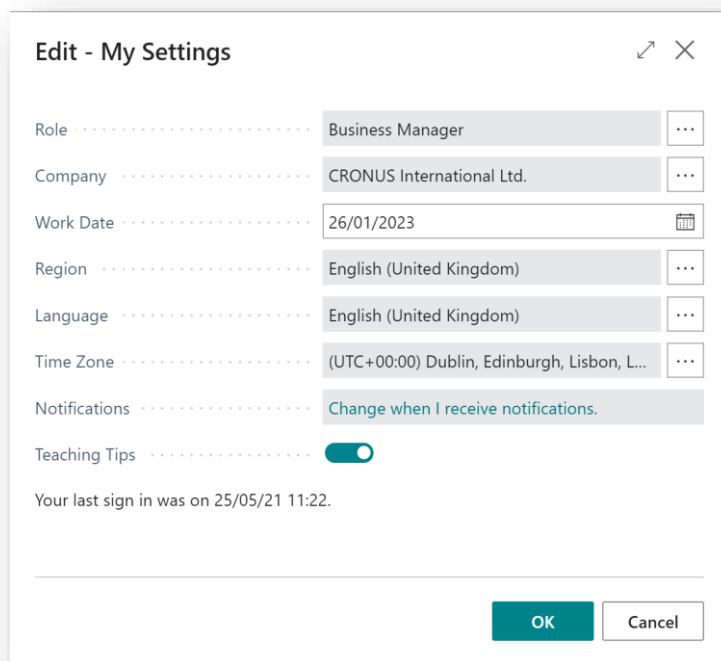 Edit - My Settings
Role Business Manager
Company CRONUS International Ltd.
Work Date 26/01/2023
Region English (United Kingdom)
Language English (United Kingdom)
Time Zone (UTC+00:00) Dublin, Edinburgh, Lisbon, L...
Notifications Change when I receive notifications.
Teaching Tips
Your last sign in was on 25/05/21 11:22.
OK Cancel